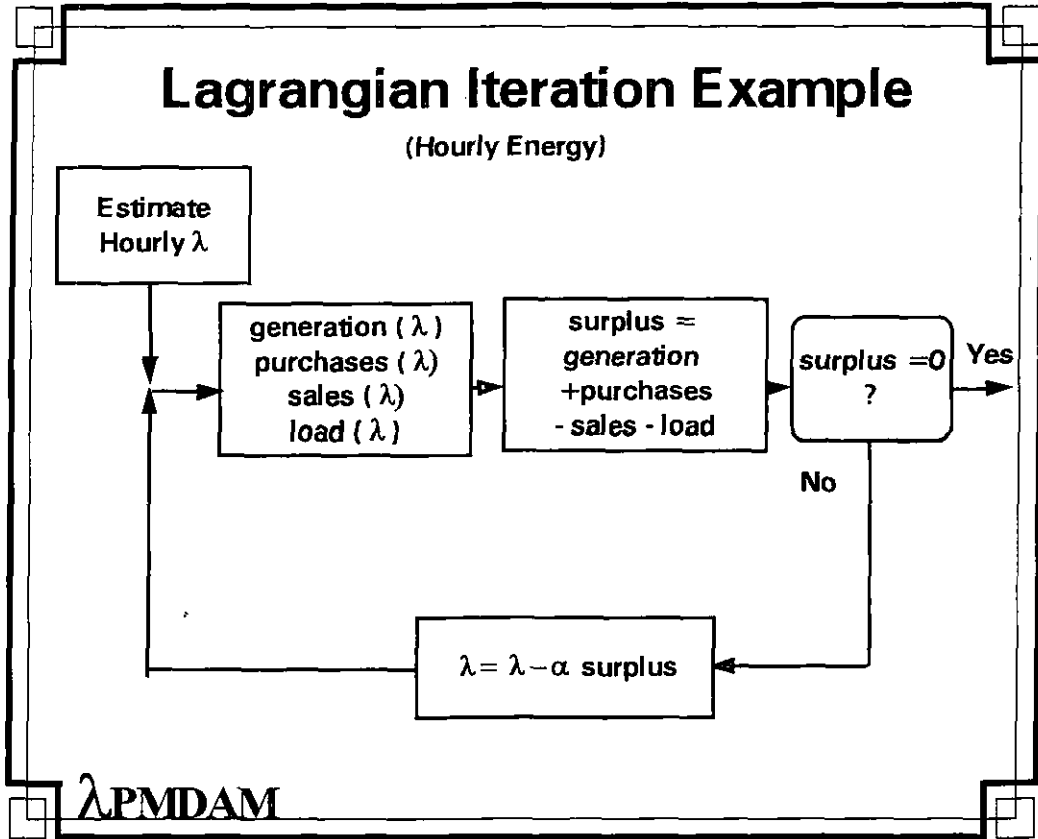 Lagrangian Iteration Example
(Hourly Energy)
Estimate
Hourly λ
generation ( λ )
purchases ( λ)
sales ( λ)
load ( λ )
surplus =
generation
+purchases
- sales - load
surplus =0
?
Yes
No
λ = λ – α surplus
λPMDAM